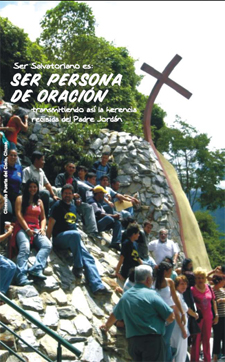 Ser Salvatoriano es:
SER PERSONA
DE ORACIÓN
transmitiendo así la herencia
recibida del Padre Jordán.